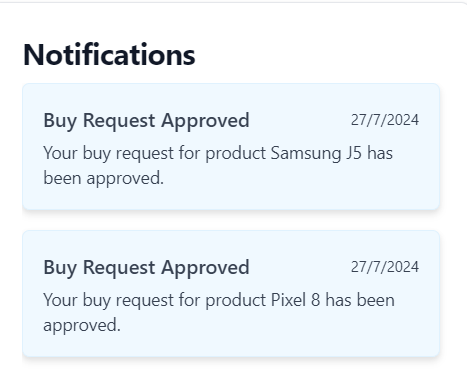 Notifications
Buy Request Approved 27/7/2024
Your buy request for product Samsung J5 has
been approved.
Buy Request Approved 27/7/2024
Your buy request for product Pixel 8 has been
approved.